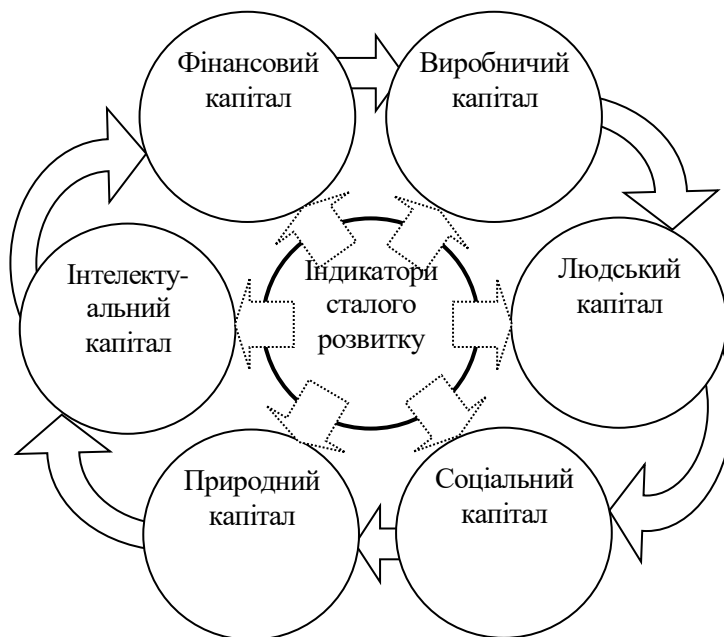 Фінансовий
капітал
Виробничий
капітал
Інтелекту-
альний
капітал
Індикатори
сталого
розвитку
Людський
капітал
Природний
капітал
Соціальний
капітал